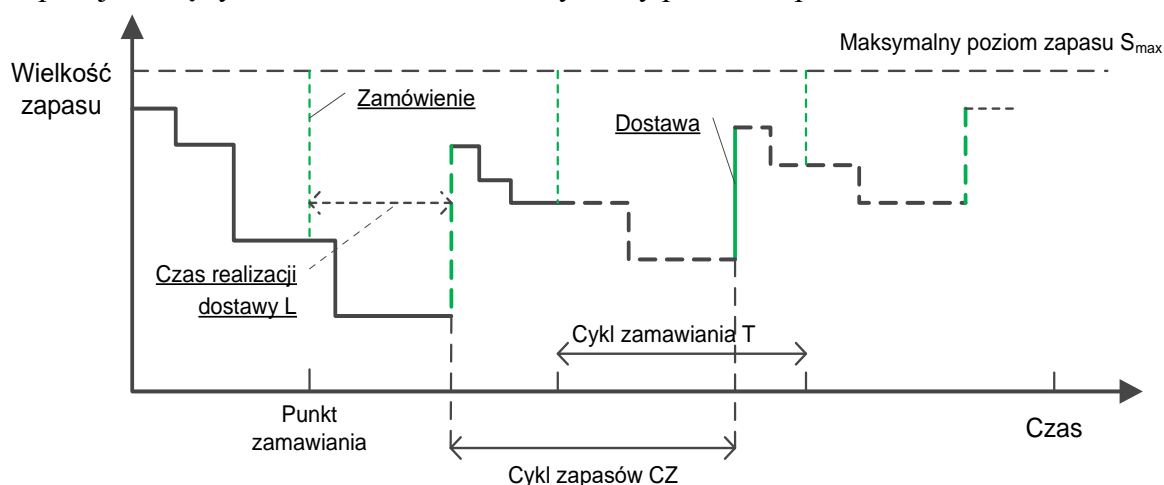 Maksymalny poziom zapasu Smax
Wielkość
zapasu
Zamówienie
Dostawa
Czas realizacji
dostawy L
Cykl zamawiania T
Punkt
zamawiania
Czas
Cykl zapasów CZ